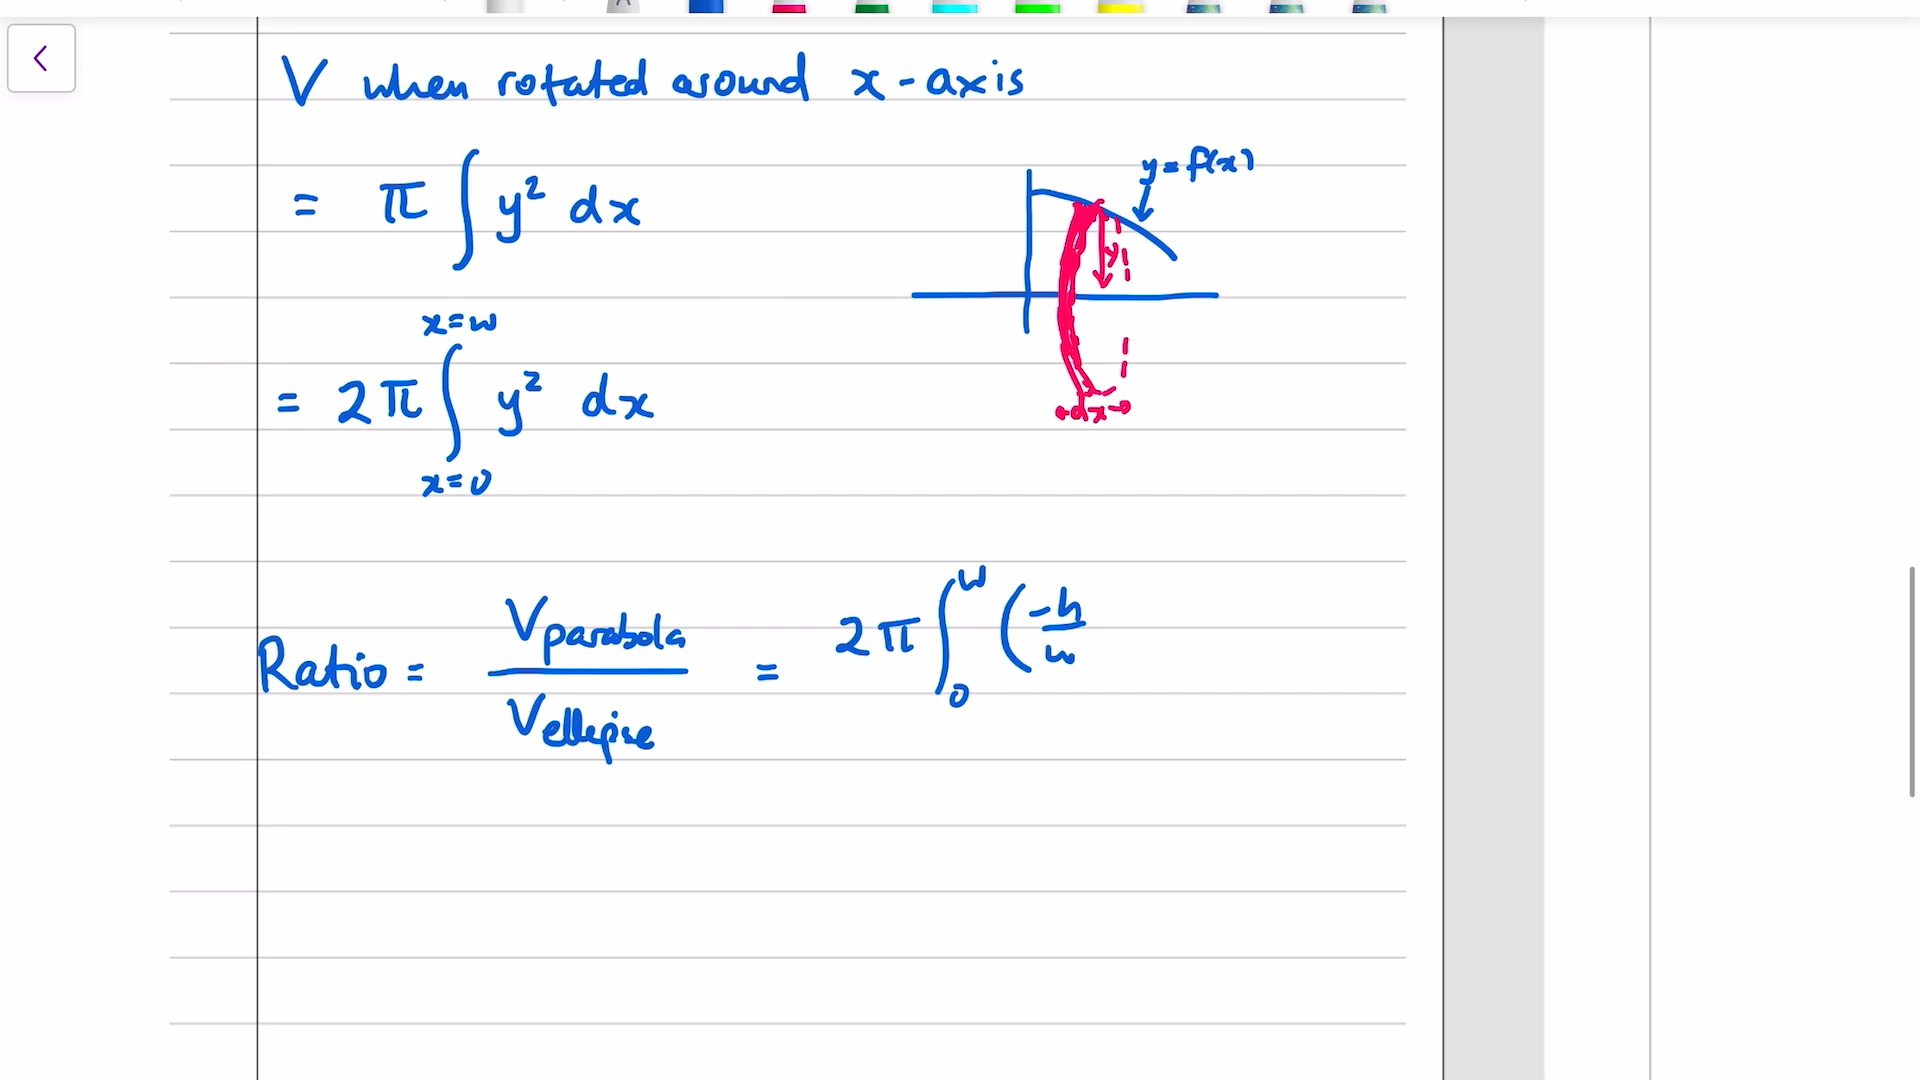 V when rotated around x-axis
= π ∫ y² dx
y = f(x)
y
dx
x=w
= 2π ∫ y² dx
x=0
Ratio = Vparabola / Vellipse = 2π ∫₀ʷ (-h/w